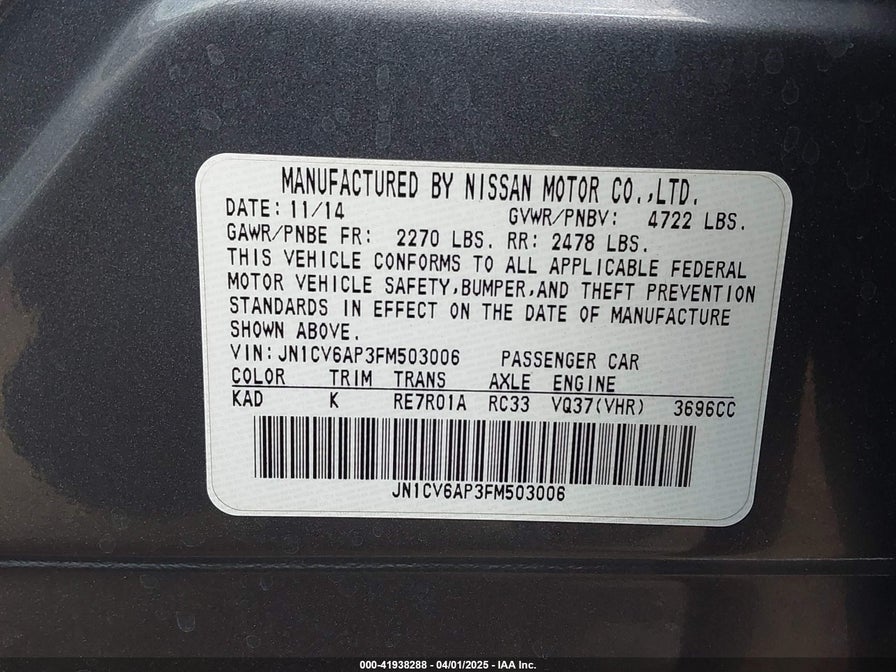 MANUFACTURED BY NISSAN MOTOR CO.,LTD.
DATE: 11/14 GVWR/PNBV: 4722 LBS.
GAWR/PNBE FR: 2270 LBS. RR: 2478 LBS.
THIS VEHICLE CONFORMS TO ALL APPLICABLE FEDERAL
MOTOR VEHICLE SAFETY,BUMPER,AND THEFT PREVENTION
STANDARDS IN EFFECT ON THE DATE OF MANUFACTURE
SHOWN ABOVE.
VIN: JN1CV6AP3FM503006 PASSENGER CAR
COLOR TRIM TRANS AXLE ENGINE
KAD K RE7R01A RC33 VQ37(VHR) 3696CC
JN1CV6AP3FM503006
000-41938288 - 04/01/2025 - IAA Inc.